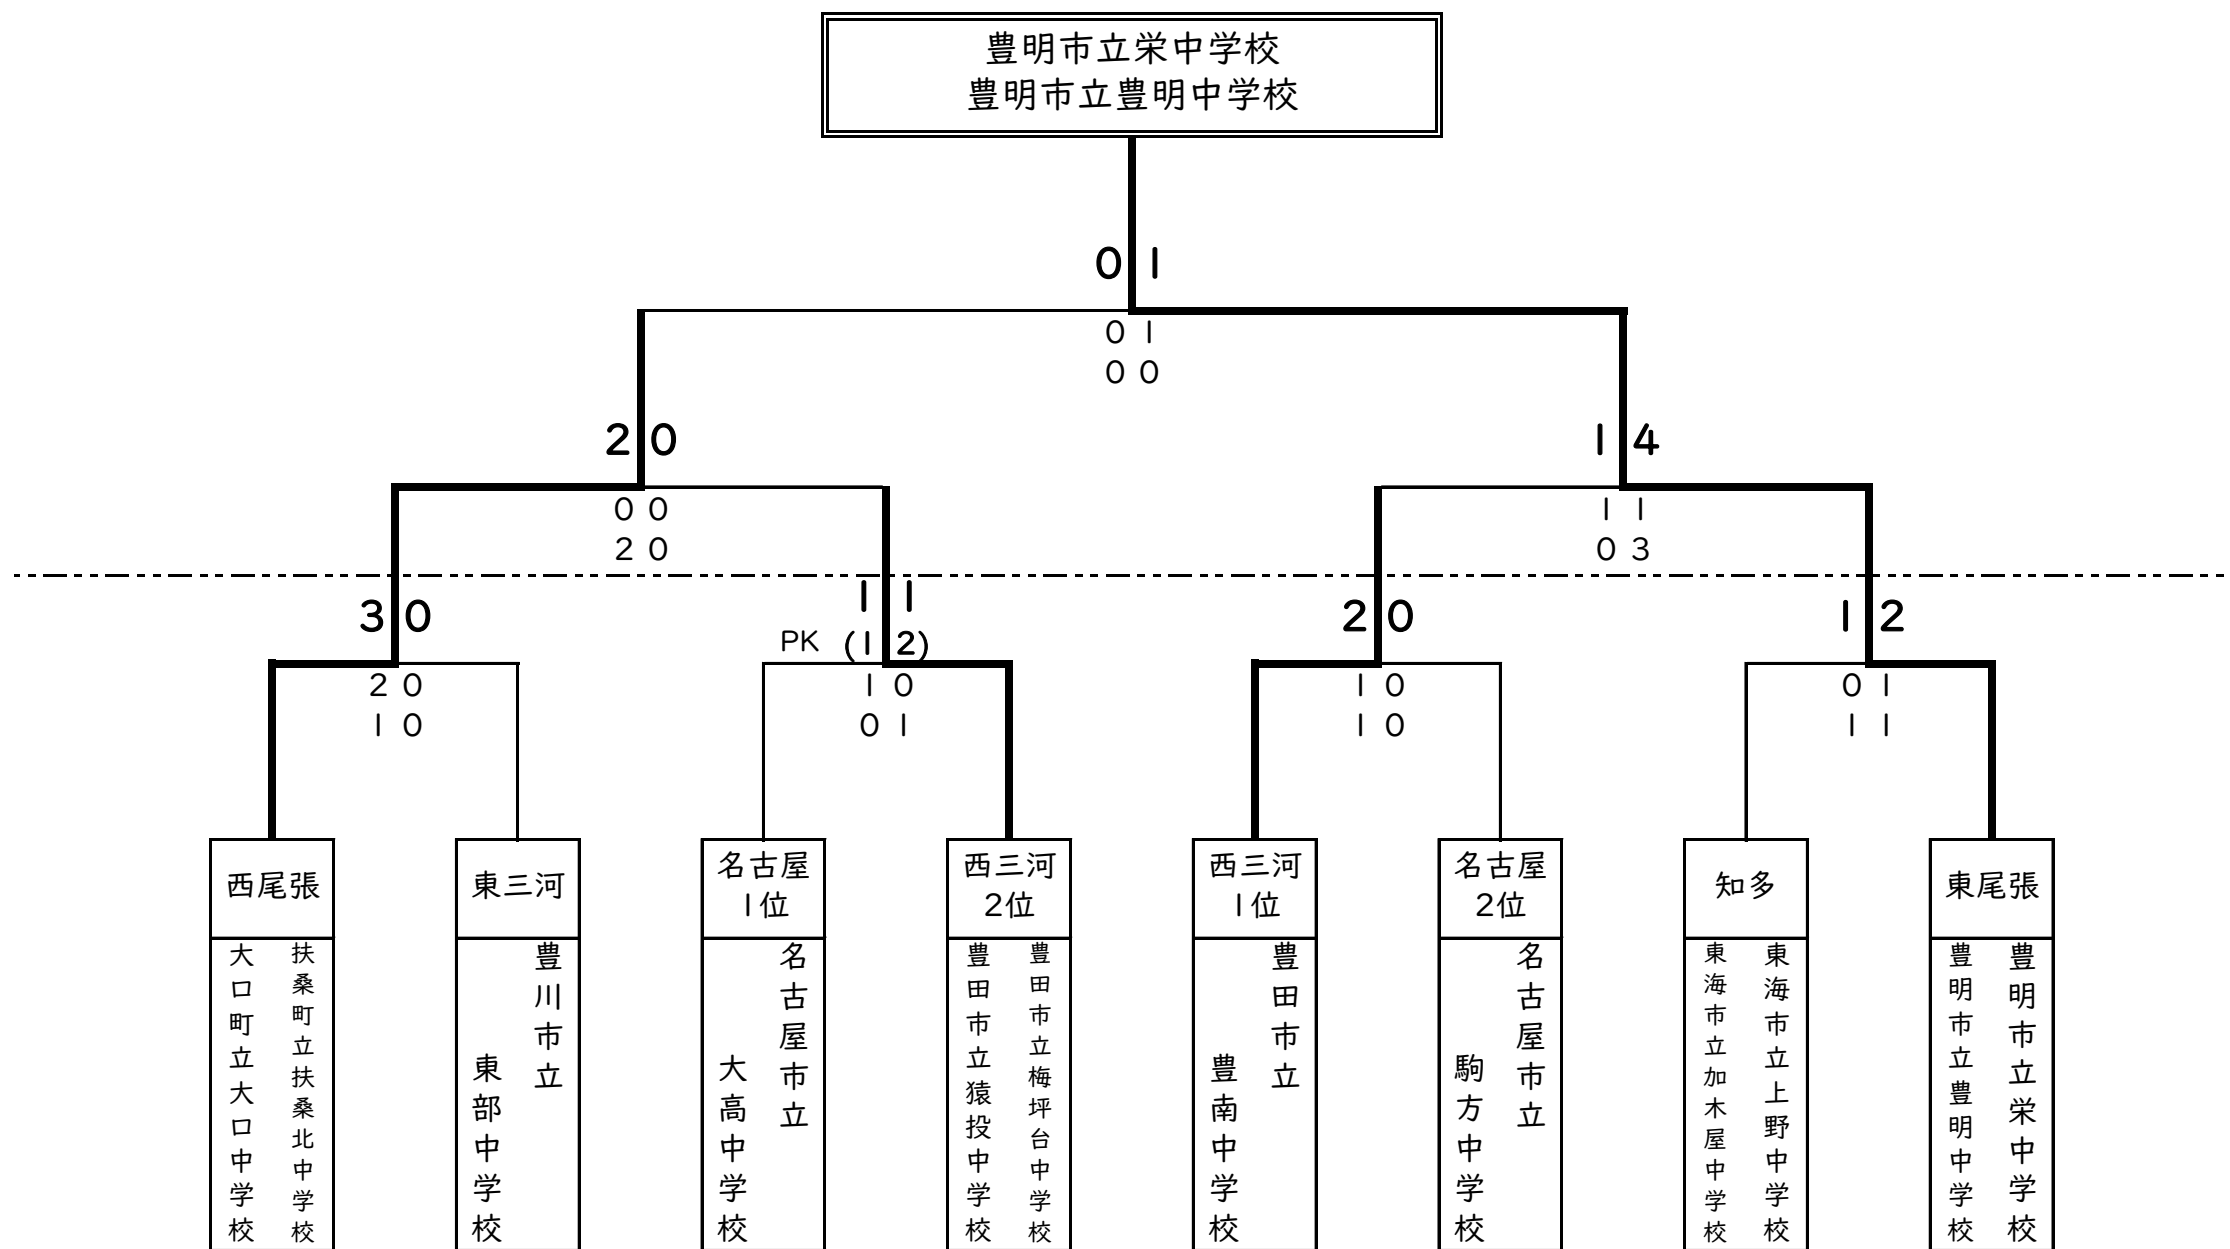 豊明市立栄中学校
豊明市立豊明中学校
0 1
0 1
0 0
2 0
0 0
2 0
1 4
1 1
0 3
3 0
2 0
1 0
1 1
PK (1 2)
1 0
0 1
2 0
1 0
1 0
1 2
0 1
1 1
西尾張
扶桑町立扶桑北中学校
大口町立大口中学校
東三河
豊川市立
東部中学校
名古屋
1位
名古屋市立
大高中学校
西三河
2位
豊田市立梅坪台中学校
豊田市立猿投中学校
西三河
1位
豊田市立
豊南中学校
名古屋
2位
名古屋市立
駒方中学校
知多
東海市立上野中学校
東海市立加木屋中学校
東尾張
豊明市立栄中学校
豊明市立豊明中学校